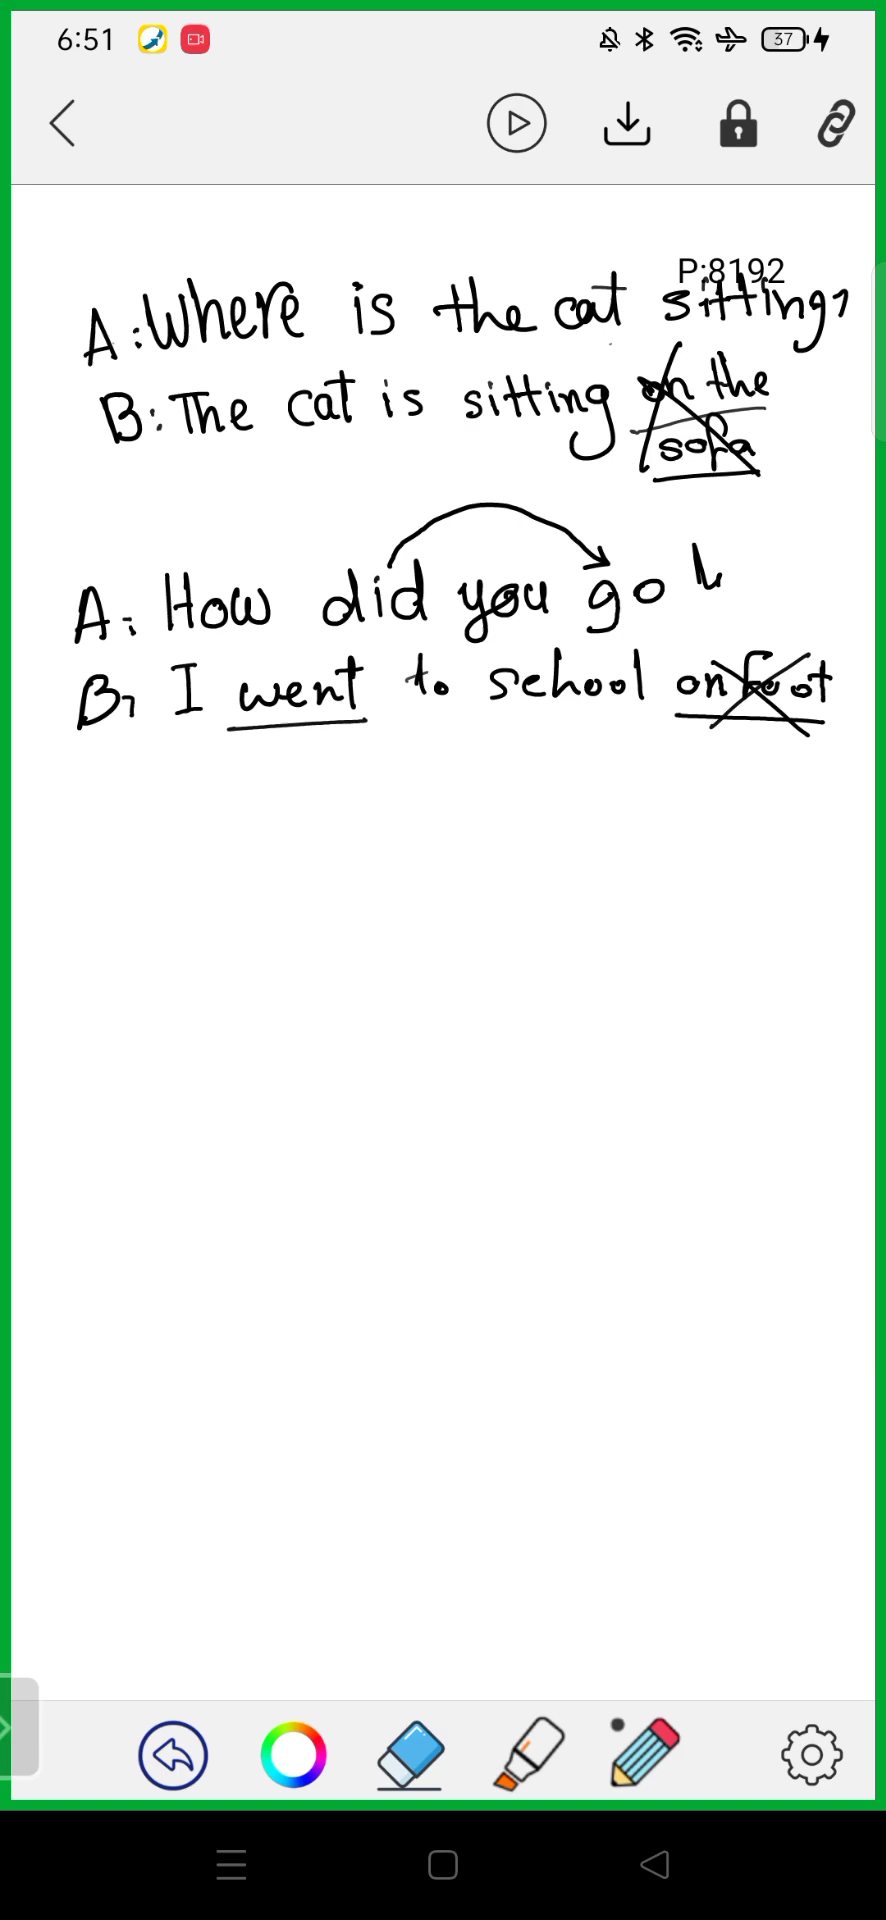 6:51
37
P:8192
A: Where is the cat sitting?
B: The cat is sitting on the
sofa
A: How did you go t
B: I went to school on foot